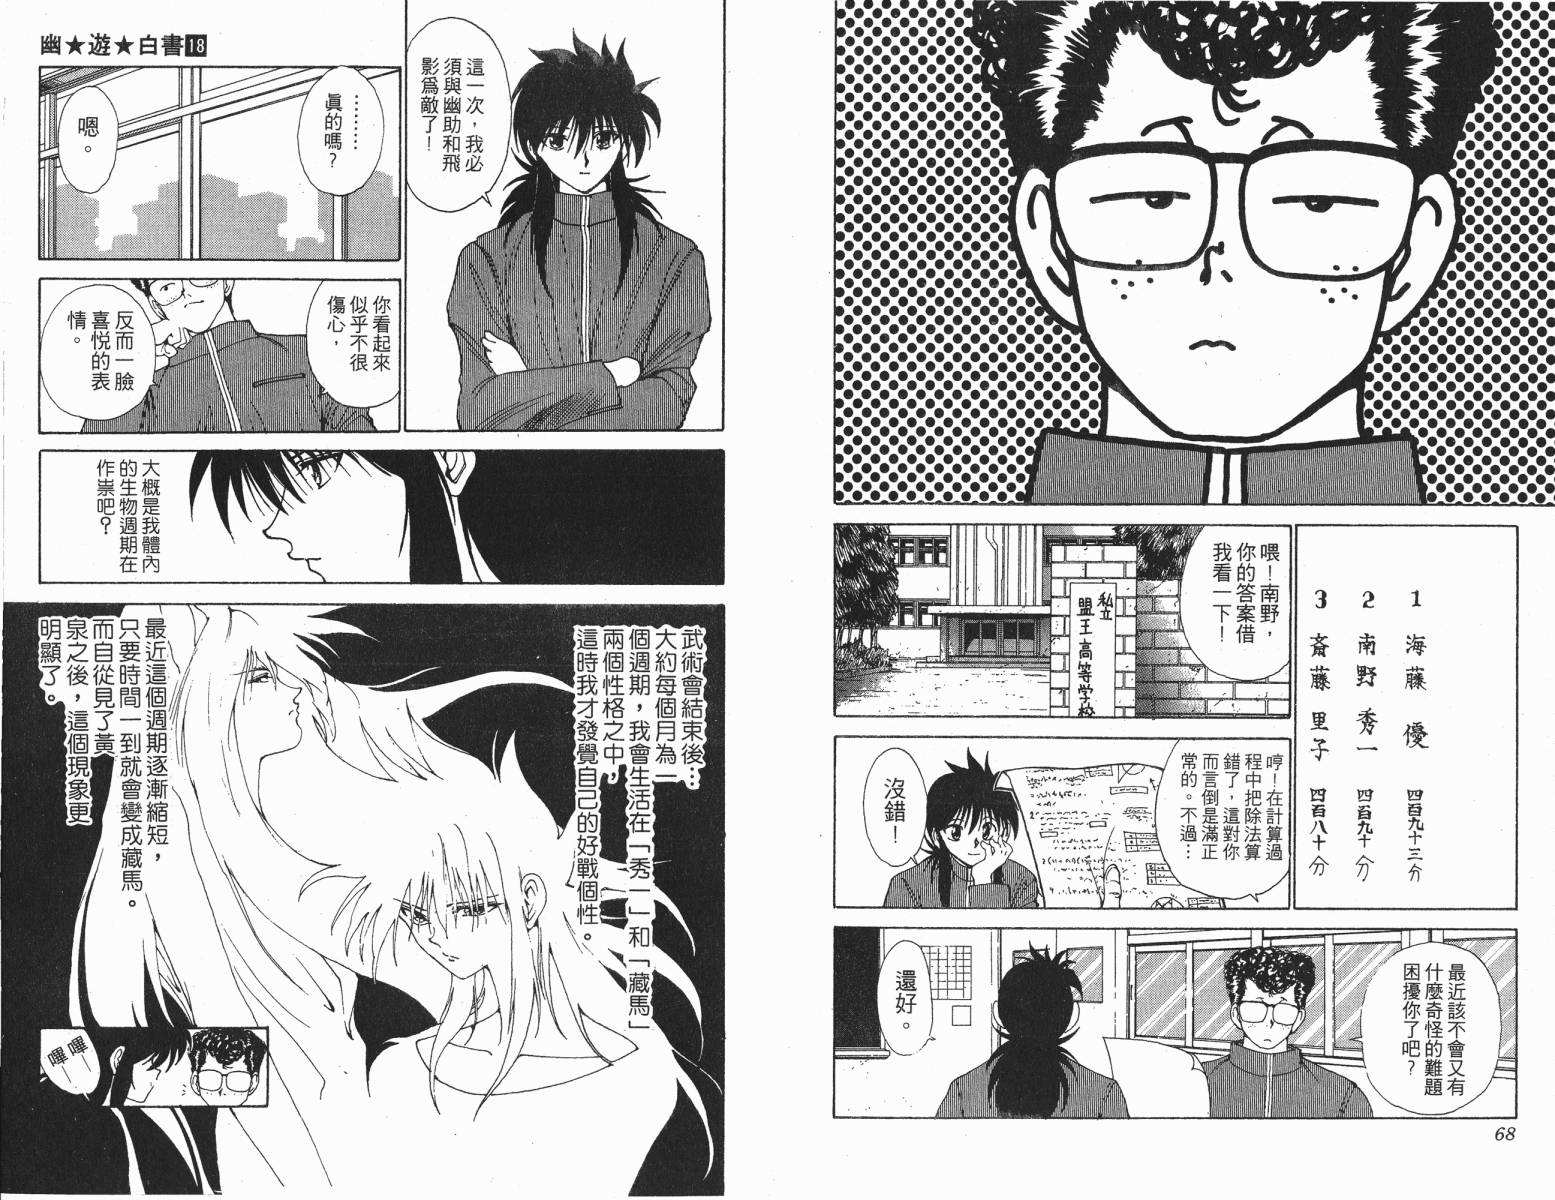 1 海藤 優 四百九十三分
2 南野 秀一 四百九十分
3 斎藤 里子 四百八十分
喂！南野，
你的答案借
我看一下！
私立
盟王高等学校
哼！在計算過
程中把除法算
錯了，這對你
而言倒是滿正
常的。不過…
沒錯！
最近該不會又有
什麼奇怪的難題
困擾你了吧？
還好。
68
幽★遊★白書18
這一次，我必
須與幽助和飛
影爲敵了！
………
眞的嗎？
嗯。
你看起來
似乎不很
傷心，
反而一臉
喜悅的表
情。
大概是我體內
的生物週期在
作祟吧？
武術會結束後…
大約每個月為一
個週期，我會生活在「秀一」和「藏馬」
兩個性格之中，
這時我才發覺自己的好戰個性。
最近這個週期逐漸縮短，
只要時間一到就會變成藏馬。
而自從見了黃
泉之後，這個現象更
明顯了。
嗶嗶